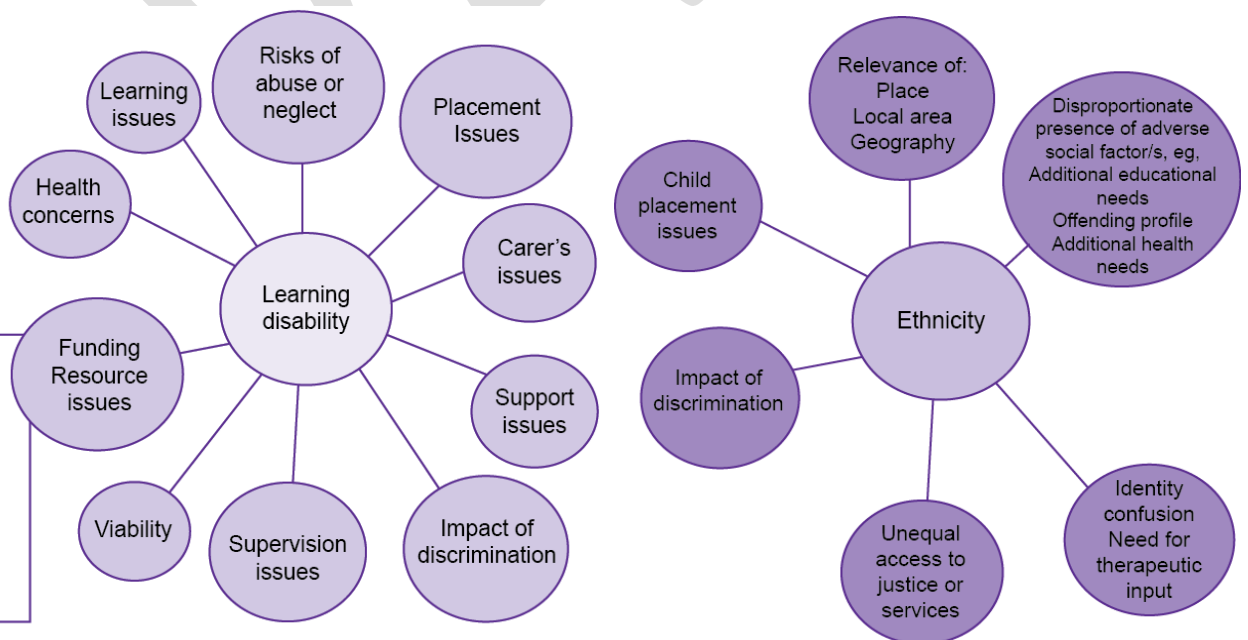 Risks of
abuse or
neglect
Learning
issues
Placement
Issues
Health
concerns
Carer's
issues
Learning
disability
Funding
Resource
issues
Support
issues
Viability
Supervision
issues
Impact of
discrimination
Relevance of:
Place
Local area
Geography
Disproportionate
presence of adverse
social factor/s, eg,
Additional educational
needs
Offending profile
Additional health
needs
Child
placement
issues
Ethnicity
Impact of
discrimination
Unequal
access to
justice or
services
Identity
confusion
Need for
therapeutic
input